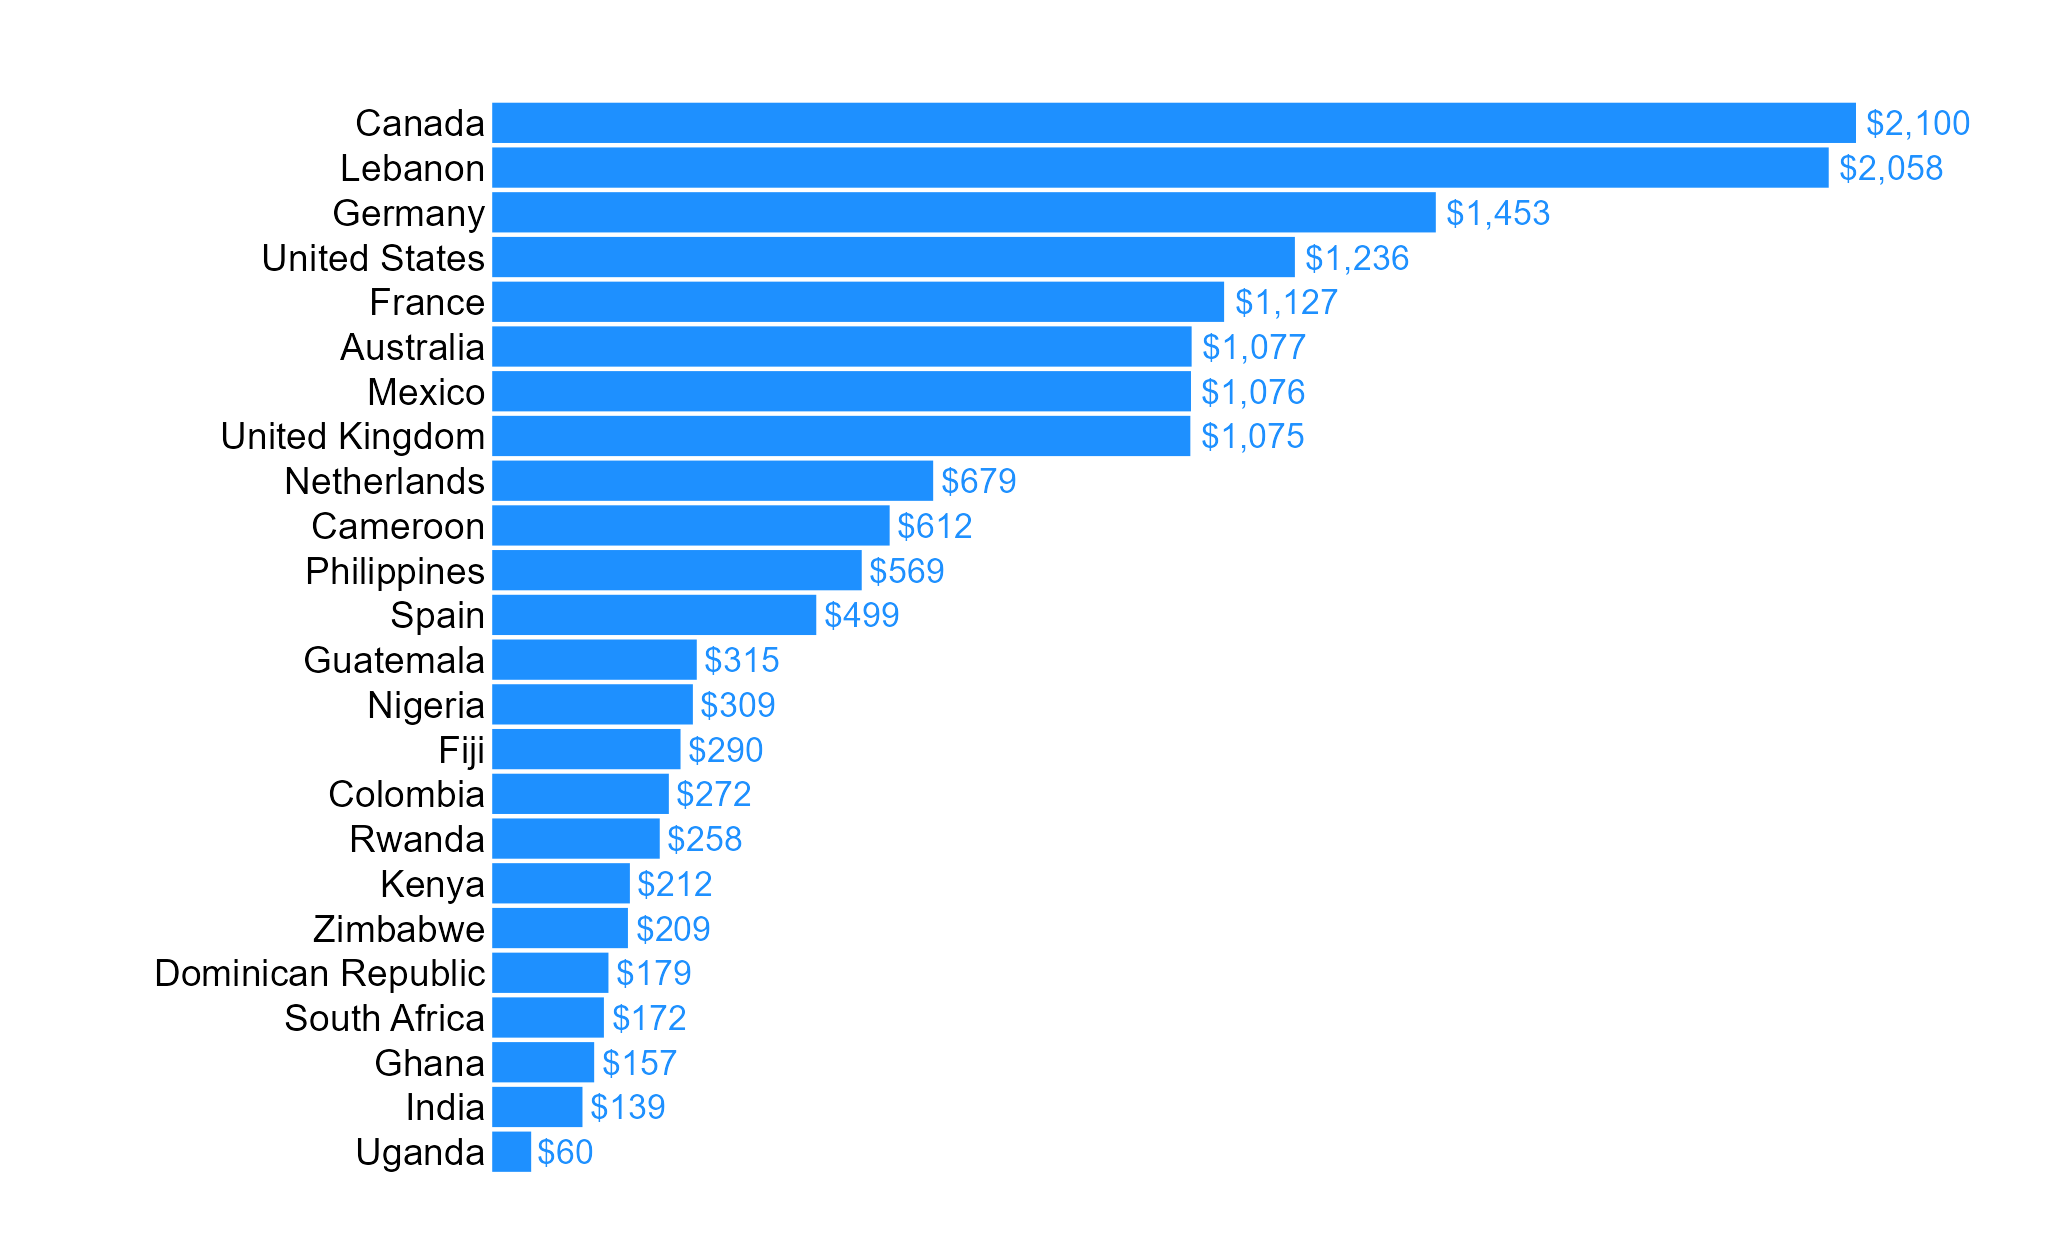 Canada $2,100
Lebanon $2,058
Germany $1,453
United States $1,236
France $1,127
Australia $1,077
Mexico $1,076
United Kingdom $1,075
Netherlands $679
Cameroon $612
Philippines $569
Spain $499
Guatemala $315
Nigeria $309
Fiji $290
Colombia $272
Rwanda $258
Kenya $212
Zimbabwe $209
Dominican Republic $179
South Africa $172
Ghana $157
India $139
Uganda $60